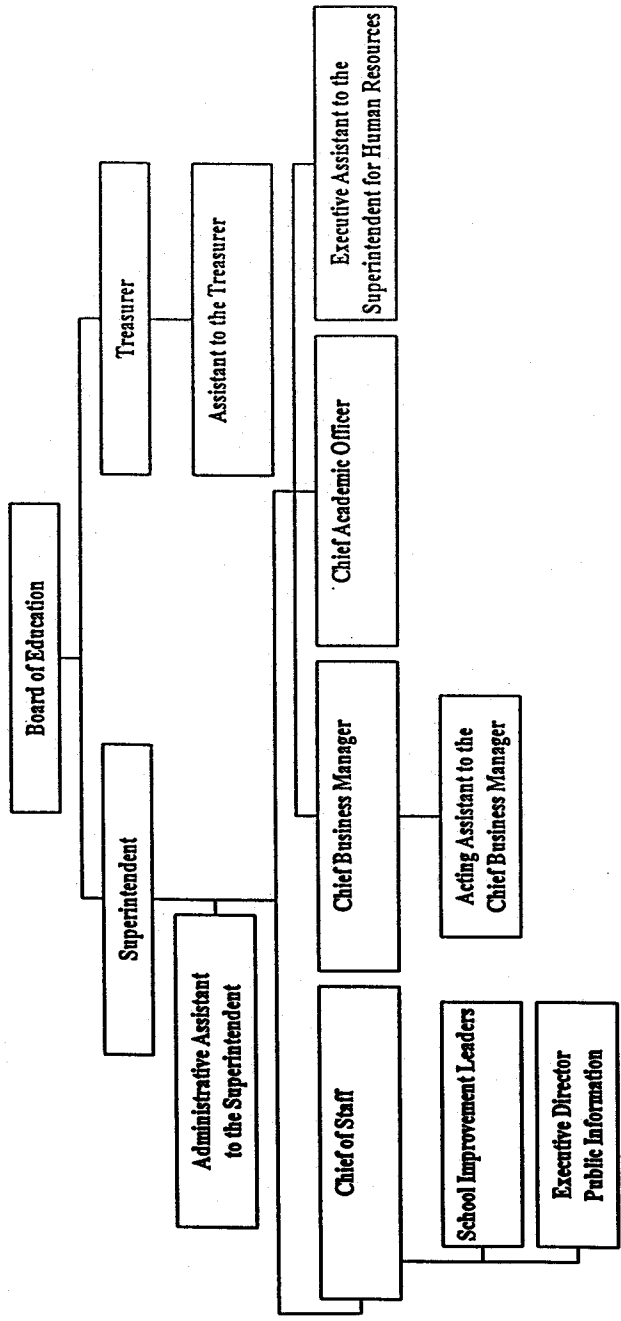 Board of Education
Superintendent
Treasurer
Administrative Assistant
to the Superintendent
Assistant to the Treasurer
Chief of Staff
Chief Business Manager
Chief Academic Officer
Executive Assistant to the
Superintendent for Human Resources
School Improvement Leaders
Executive Director
Public Information
Acting Assistant to the
Chief Business Manager